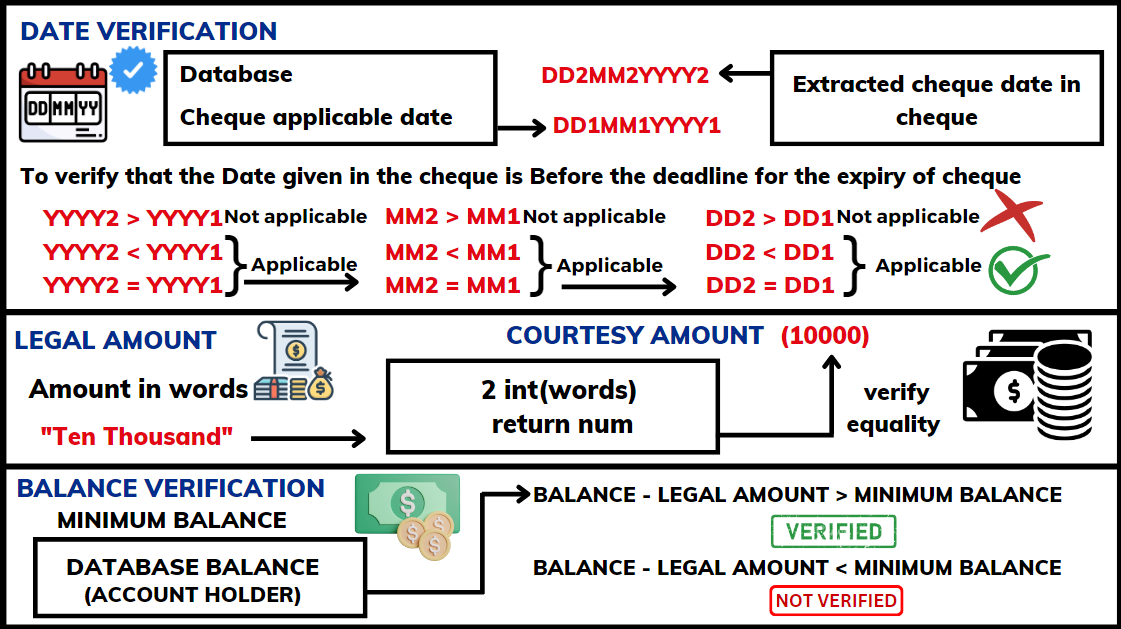 DATE VERIFICATION
DD MM YY
Database
Cheque applicable date
DD2MM2YYYY2
DD1MM1YYYY1
Extracted cheque date in
cheque
To verify that the Date given in the cheque is Before the deadline for the expiry of cheque
YYYY2 > YYYY1 Not applicable
YYYY2 < YYYY1
YYYY2 = YYYY1
Applicable
MM2 > MM1 Not applicable
MM2 < MM1
MM2 = MM1
Applicable
DD2 > DD1 Not applicable
DD2 < DD1
DD2 = DD1
Applicable
LEGAL AMOUNT
Amount in words
"Ten Thousand"
COURTESY AMOUNT (10000)
2 int(words)
return num
verify
equality
BALANCE VERIFICATION
MINIMUM BALANCE
DATABASE BALANCE
(ACCOUNT HOLDER)
BALANCE - LEGAL AMOUNT > MINIMUM BALANCE
VERIFIED
BALANCE - LEGAL AMOUNT < MINIMUM BALANCE
NOT VERIFIED